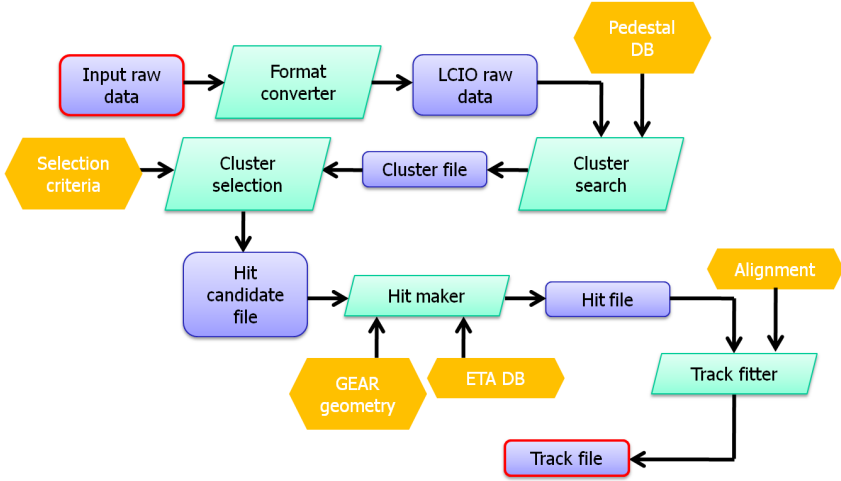 Input raw
data
Format
converter
LCIO raw
data
Pedestal
DB
Selection
criteria
Cluster
selection
Cluster file
Cluster
search
Hit
candidate
file
Hit maker
Hit file
Alignment
GEAR
geometry
ETA DB
Track fitter
Track file